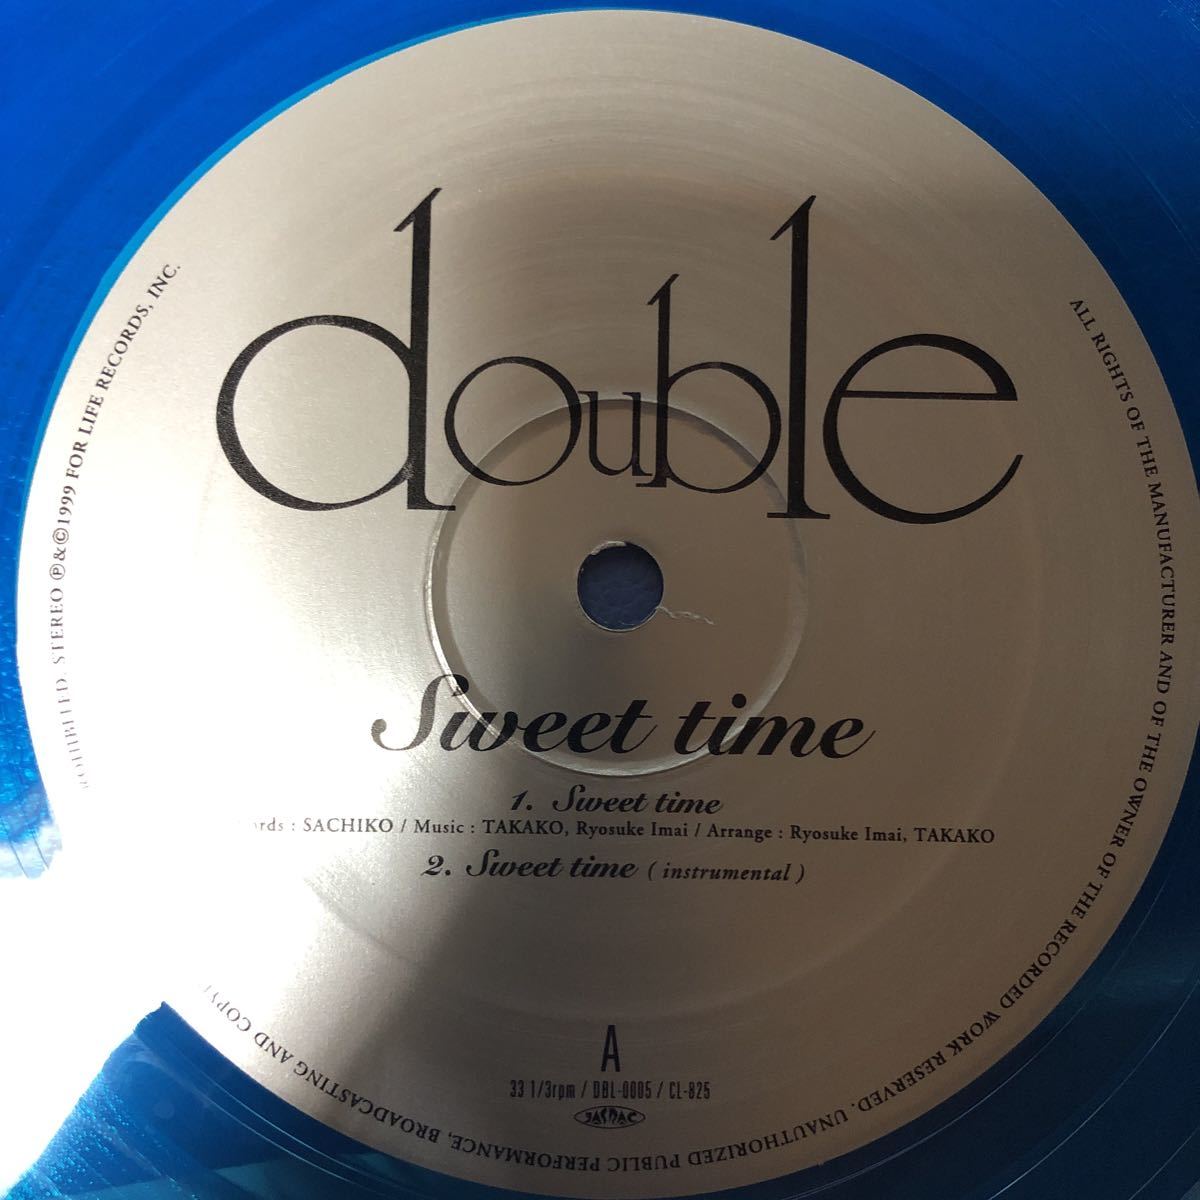 double
Sweet time
1. Sweet time
SACHIKO / Music : TAKAKO, Ryosuke Imai / Arrange : Ryosuke Imai, TAKAKO
2. Sweet time ( instrumental )
A
33 1/3rpm / DBL-0005 / CL-825
JASRAC
ALL RIGHTS OF THE MANUFACTURER AND OF THE OWNER OF THE RECORDED WORK RESERVED. UNAUTHORIZED PUBLIC PERFORMANCE, BROADCASTING AND STEREO ℗&©1999 FOR LIFE RECORDS, INC.